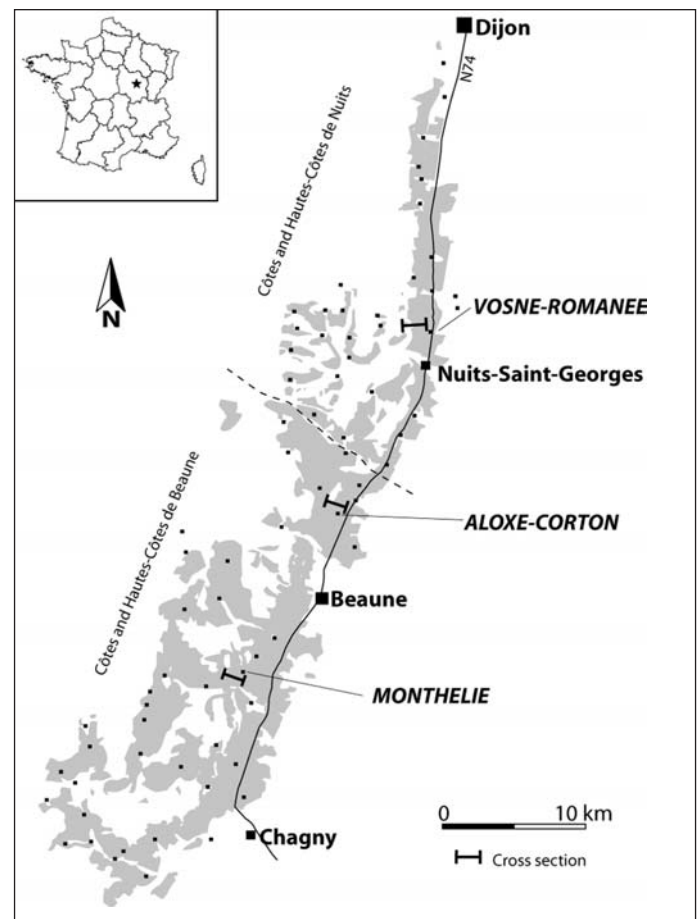 Dijon
N74
Côtes and Hautes-Côtes de Nuits
N
VOSNE-ROMANEE
Nuits-Saint-Georges
ALOXE-CORTON
Côtes and Hautes-Côtes de Beaune
Beaune
MONTHELIE
0 10 km
Chagny
Cross section